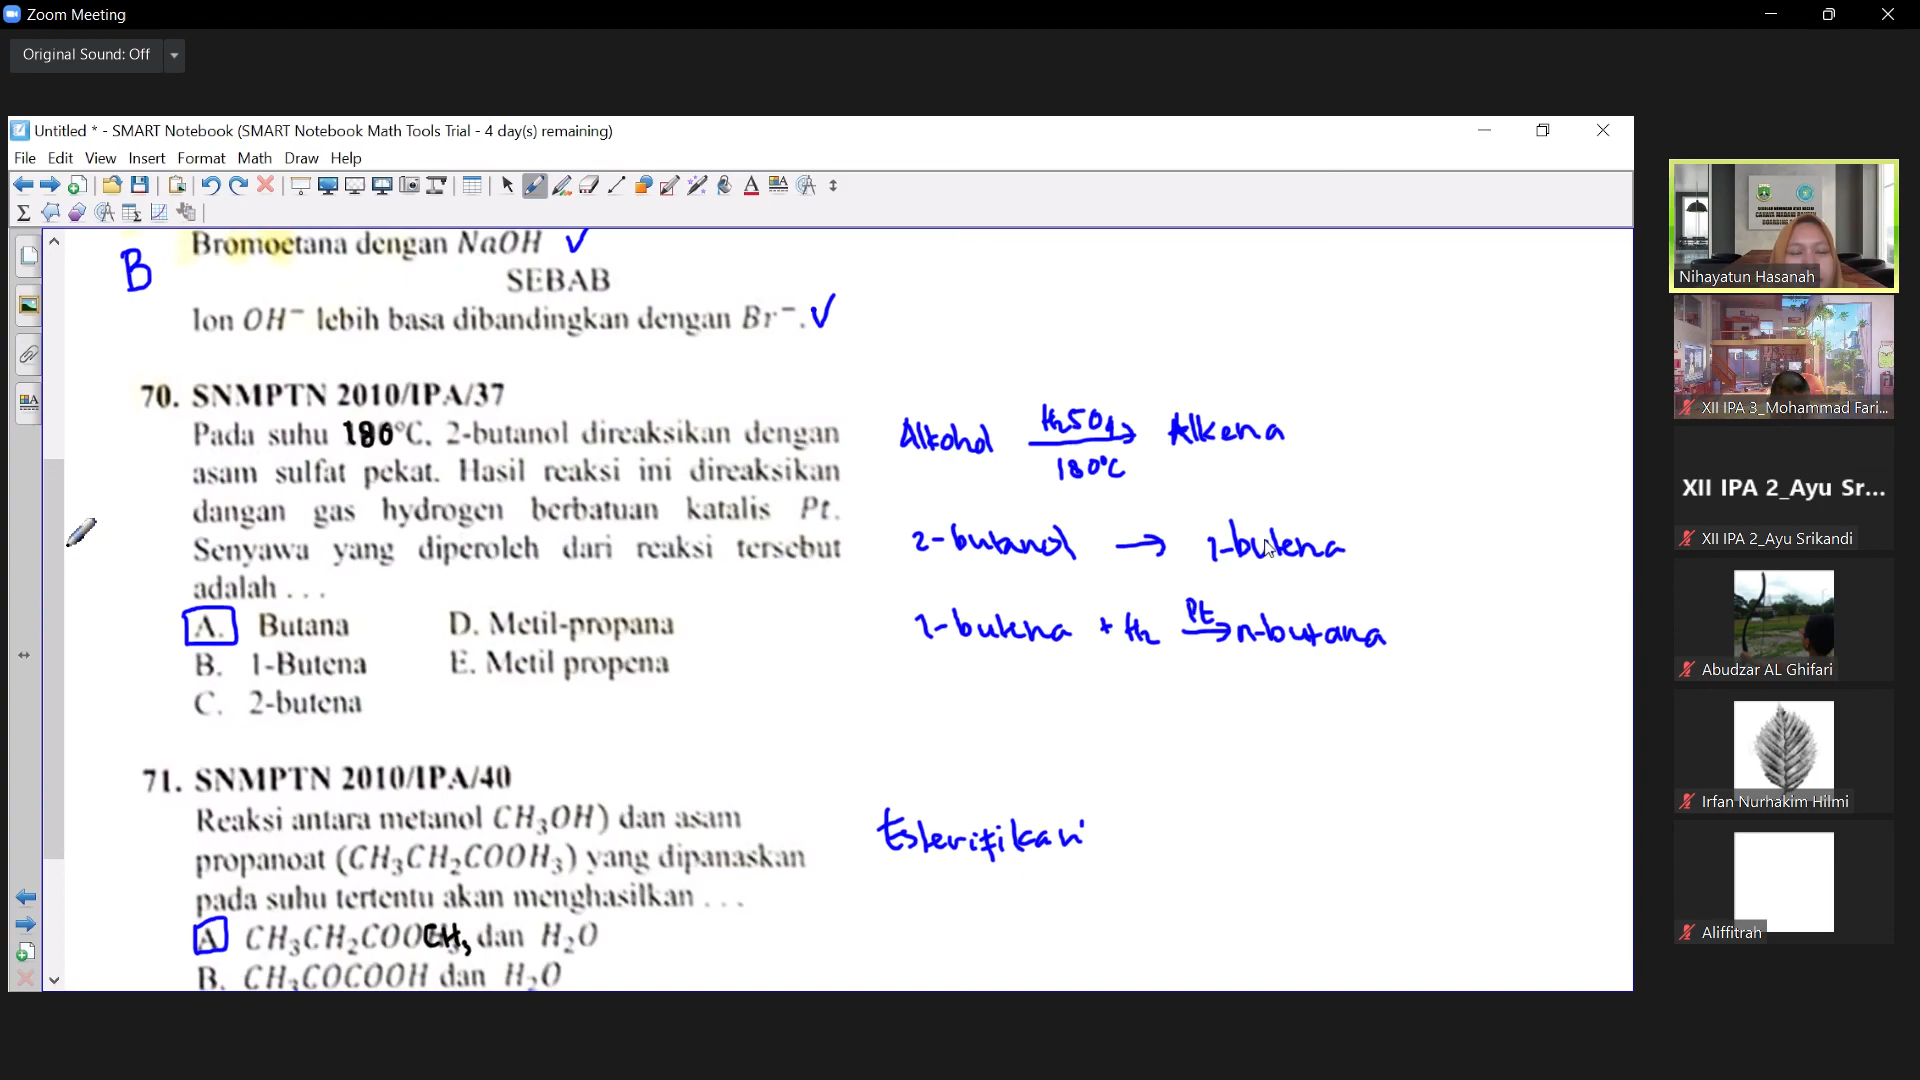 Zoom Meeting
Original Sound: Off
Untitled * - SMART Notebook (SMART Notebook Math Tools Trial - 4 day(s) remaining)
File Edit View Insert Format Math Draw Help
Bromoetana dengan NaOH ✓
B
SEBAB
Ion OH⁻ lebih basa dibandingkan dengan Br⁻. ✓
70. SNMPTN 2010/IPA/37
Pada suhu 180°C, 2-butanol direaksikan dengan
asam sulfat pekat. Hasil reaksi ini direaksikan
dangan gas hydrogen berbatuan katalis Pt.
Senyawa yang diperoleh dari reaksi tersebut
adalah . . .
A. Butana D. Metil-propana
B. 1-Butena E. Metil propena
C. 2-butena
Alkohol H₂SO₄ → 180°C Alkena
2-butanol → 1-butena
1-butena + H₂ Pt → n-butana
71. SNMPTN 2010/IPA/40
Reaksi antara metanol CH₃OH) dan asam
propanoat (CH₃CH₂COOH₃) yang dipanaskan
pada suhu tertentu akan menghasilkan . . .
A CH₃CH₂COOCH₃ dan H₂O
B. CH₃COCOOH dan H₂O
Esterifikasi
Nihayatun Hasanah
XII IPA 3_Mohammad Fari...
XII IPA 2_Ayu Sr...
XII IPA 2_Ayu Srikandi
Abudzar AL Ghifari
Irfan Nurhakim Hilmi
Aliffitrah